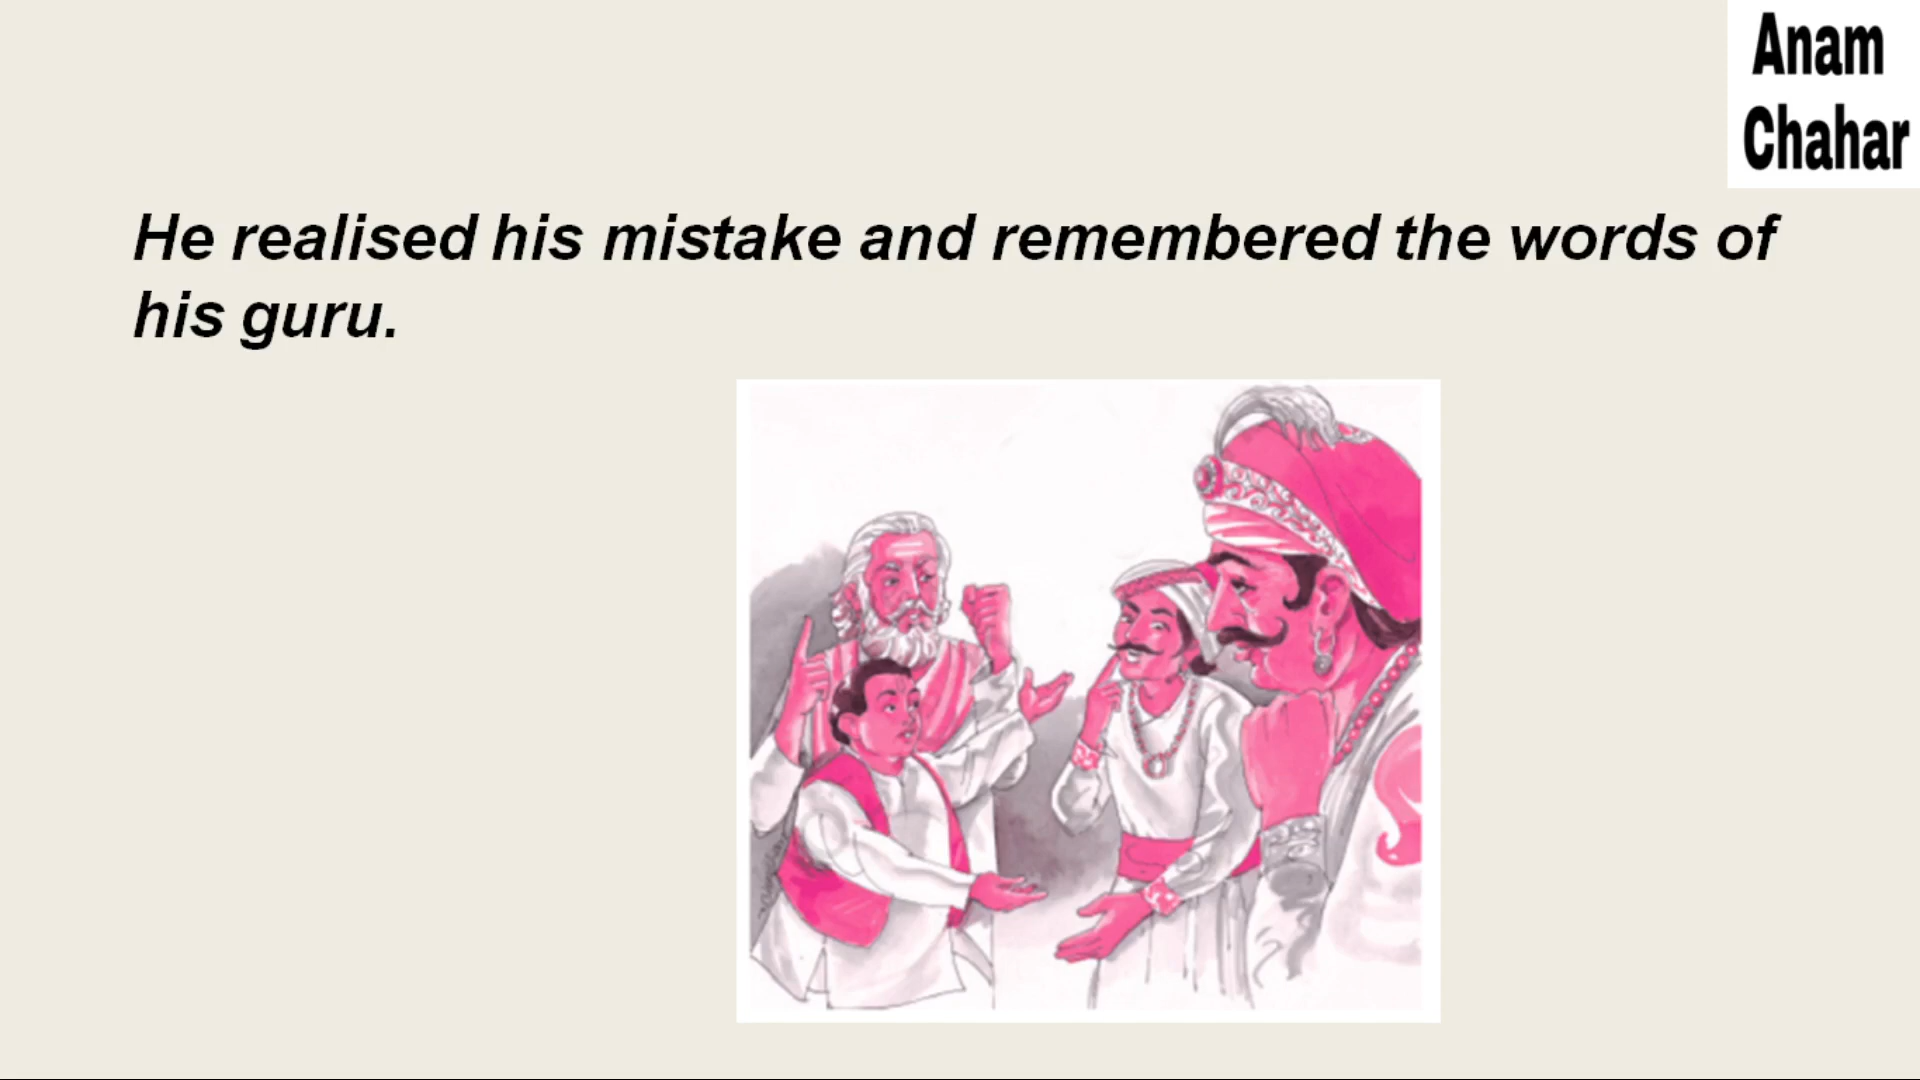 Anam
Chahar
He realised his mistake and remembered the words of
his guru.